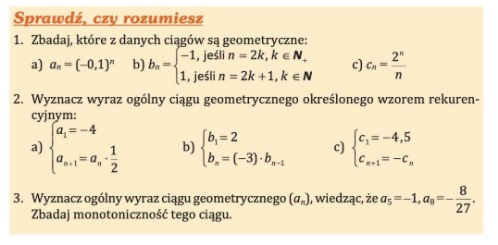 Sprawdź, czy rozumiesz
1. Zbadaj, które z danych ciągów są geometryczne:
a) aₙ = (–0,1)ⁿ b) bₙ = { –1, jeśli n = 2k, k ∈ N₊
1, jeśli n = 2k + 1, k ∈ N
c) cₙ = 2ⁿ/n
2. Wyznacz wyraz ogólny ciągu geometrycznego określonego wzorem rekuren-
cyjnym:
a) { a₁ = –4
aₙ₊₁ = aₙ · 1/2
b) { b₁ = 2
bₙ = (–3) · bₙ₋₁
c) { c₁ = –4,5
cₙ₊₁ = –cₙ
3. Wyznacz ogólny wyraz ciągu geometrycznego (aₙ), wiedząc, że a₅ = –1, a₈ = – 8/27.
Zbadaj monotoniczność tego ciągu.